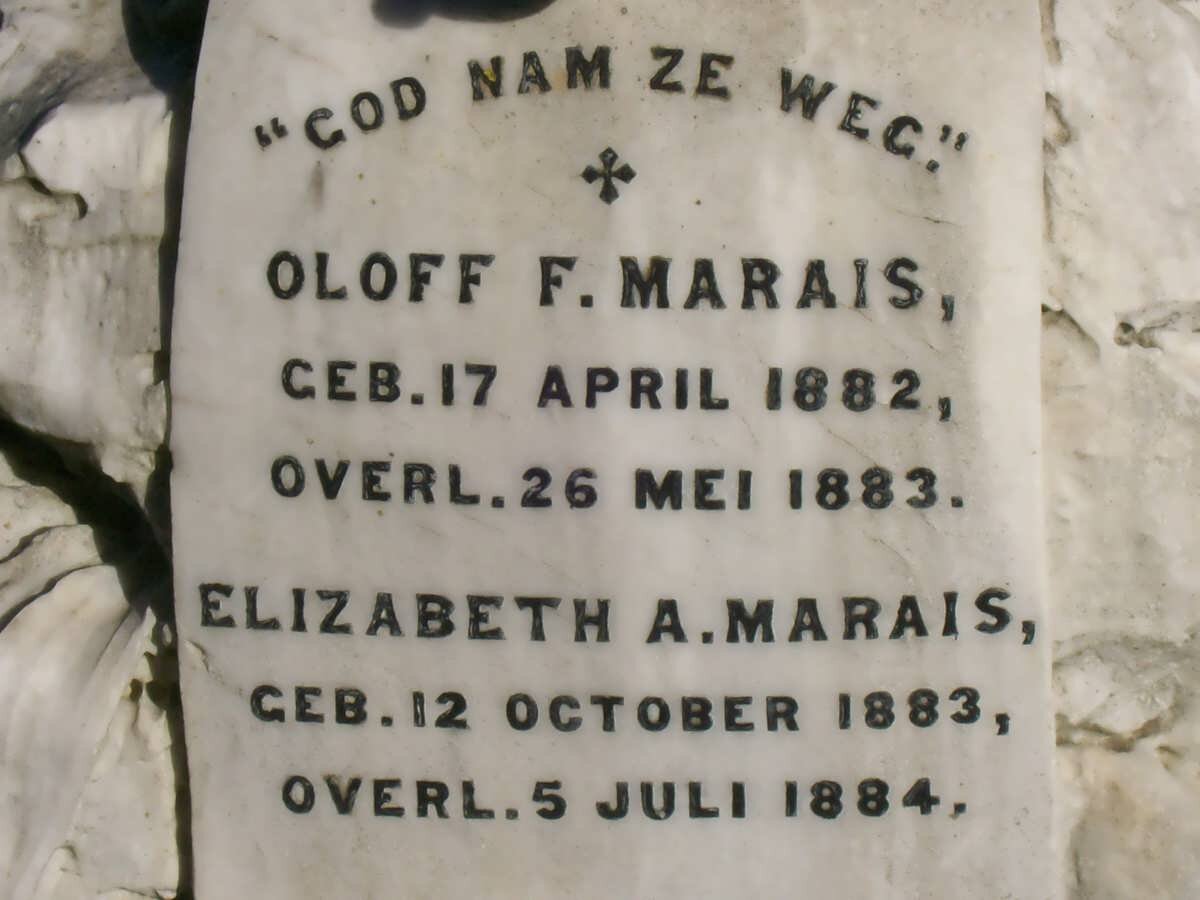 "GOD NAM ZE WEG."
OLOFF F. MARAIS,
GEB. 17 APRIL 1882,
OVERL. 26 MEI 1883.
ELIZABETH A. MARAIS,
GEB. 12 OCTOBER 1883,
OVERL. 5 JULI 1884.